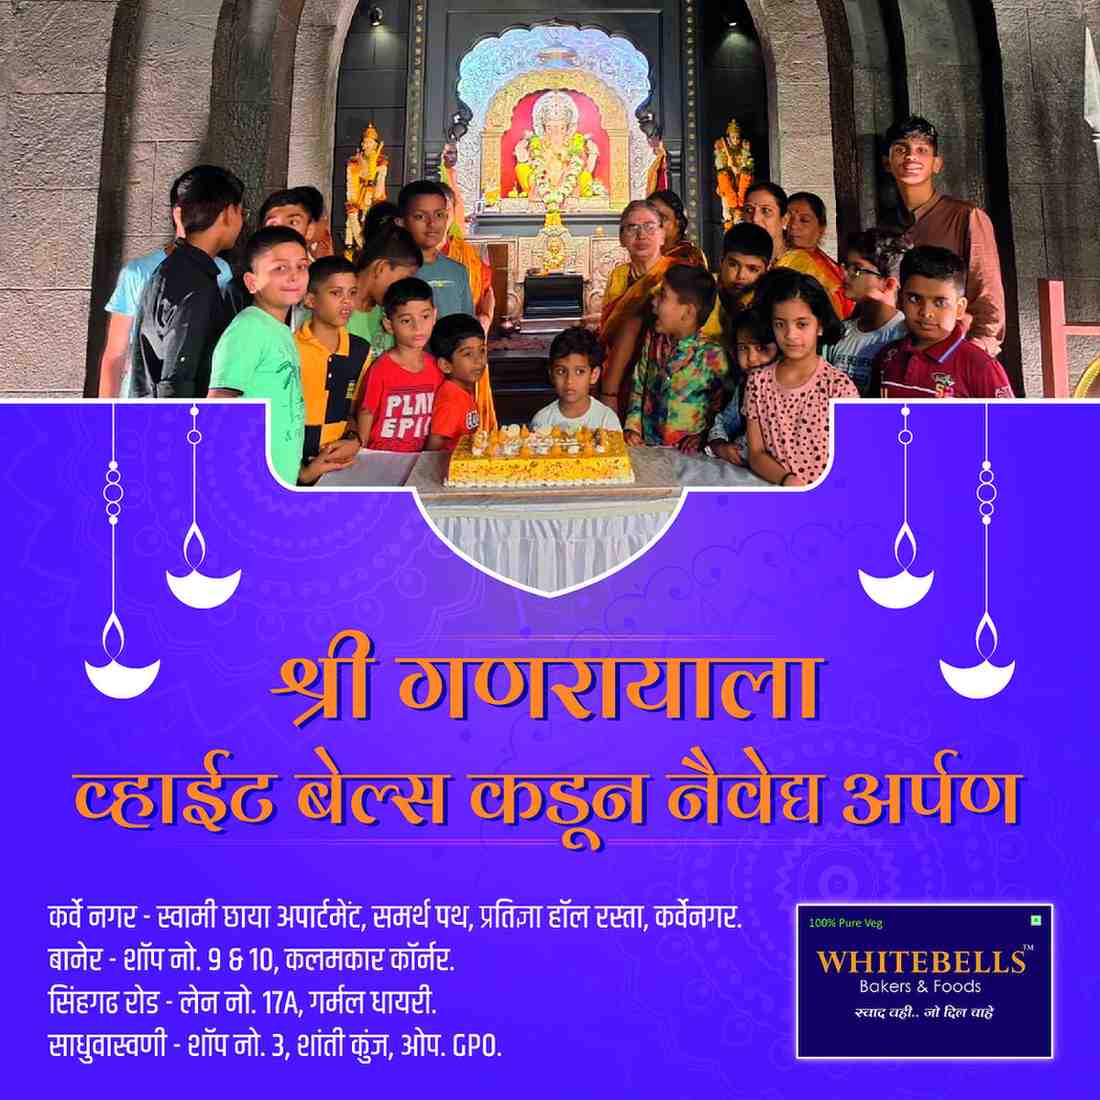 PLAY
EPIC
श्री गणरायाला
व्हाईट बेल्स कडून नैवेद्य अर्पण
कर्वे नगर - स्वामी छाया अपार्टमेंट, समर्थ पथ, प्रतिज्ञा हॉल रस्ता, कर्वेनगर.
बानेर - शॉप नो. 9 & 10, कलमकार कॉर्नर.
सिंहगढ रोड - लेन नो. 17A, गर्मल धायरी.
साधुवास्वणी - शॉप नो. 3, शांती कुंज, ओप. GPO.
100% Pure Veg
WHITEBELLS™
Bakers & Foods
स्वाद वही.. जो दिल चाहे